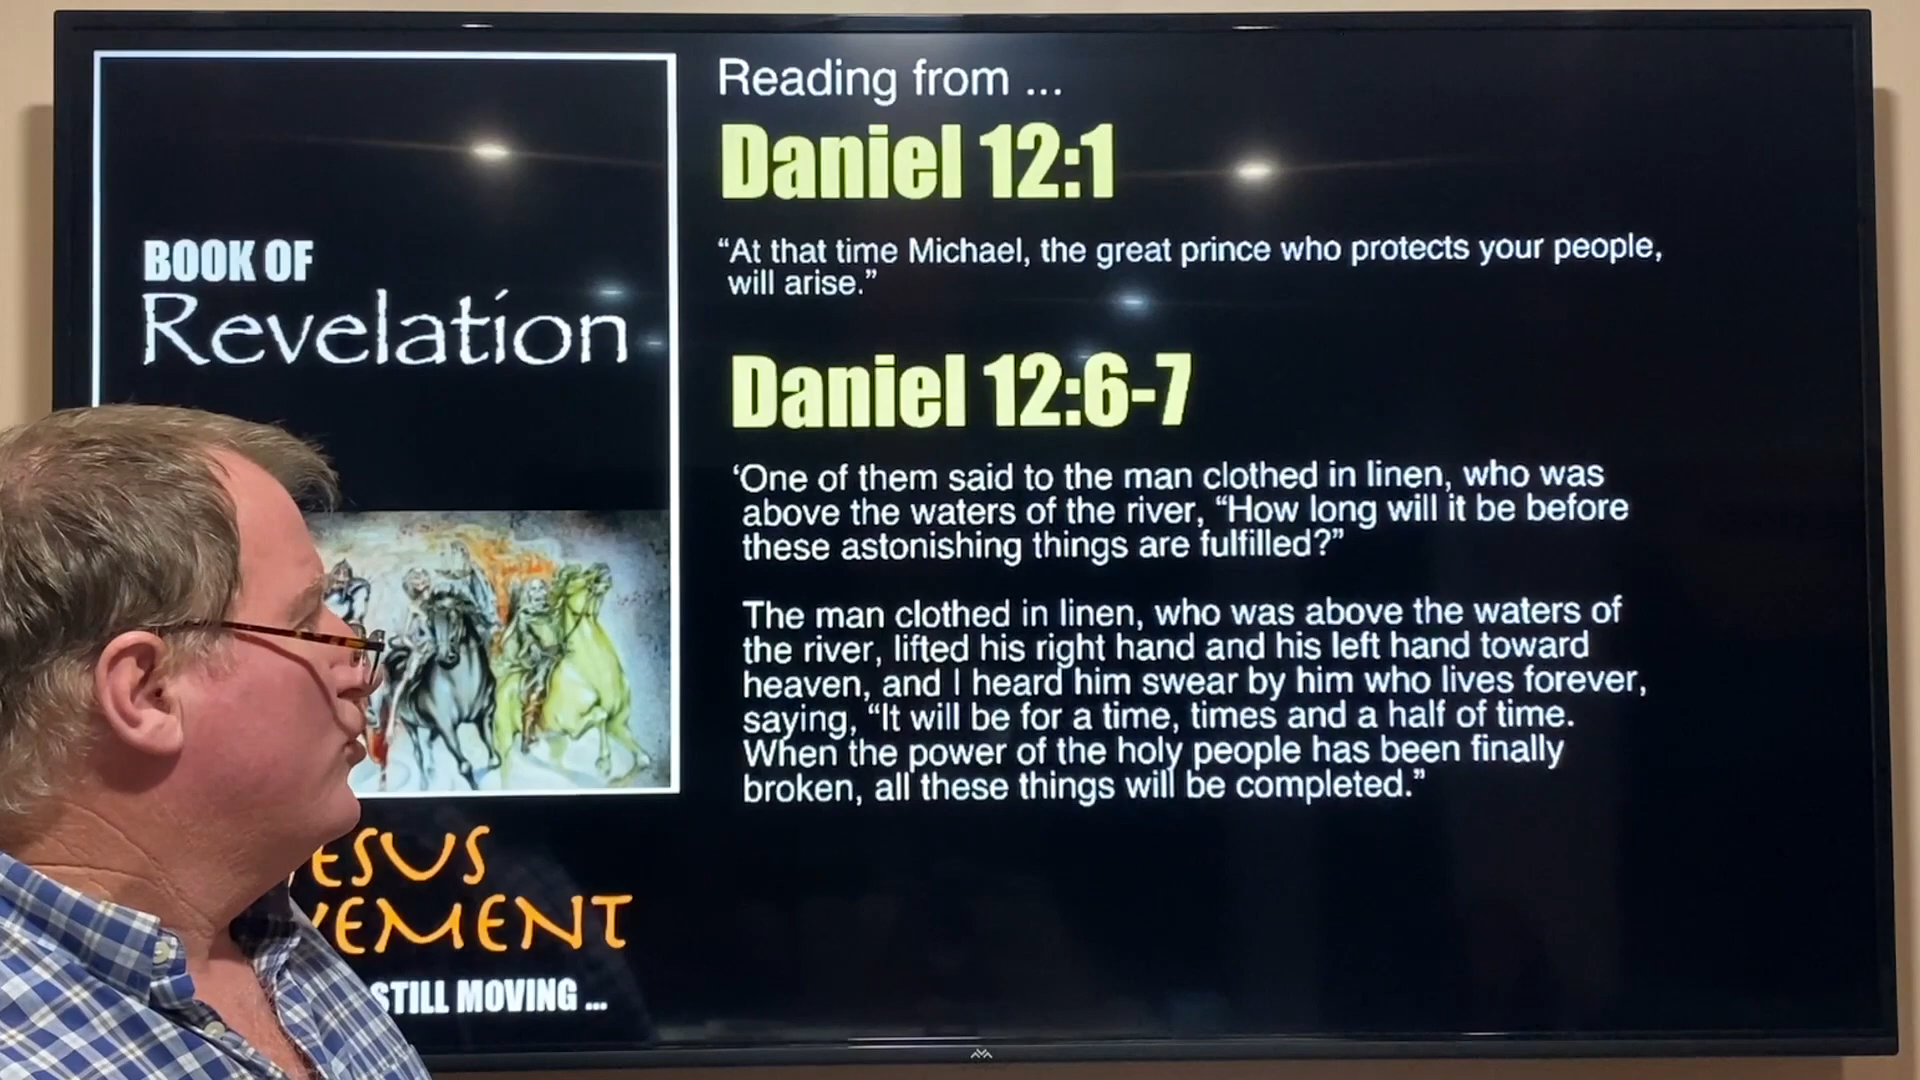 BOOK OF
Revelation
ESUS
VEMENT
STILL MOVING ...
Reading from ...
Daniel 12:1
“At that time Michael, the great prince who protects your people,
will arise.”
Daniel 12:6-7
‘One of them said to the man clothed in linen, who was
above the waters of the river, “How long will it be before
these astonishing things are fulfilled?”
The man clothed in linen, who was above the waters of
the river, lifted his right hand and his left hand toward
heaven, and I heard him swear by him who lives forever,
saying, “It will be for a time, times and a half of time.
When the power of the holy people has been finally
broken, all these things will be completed.”